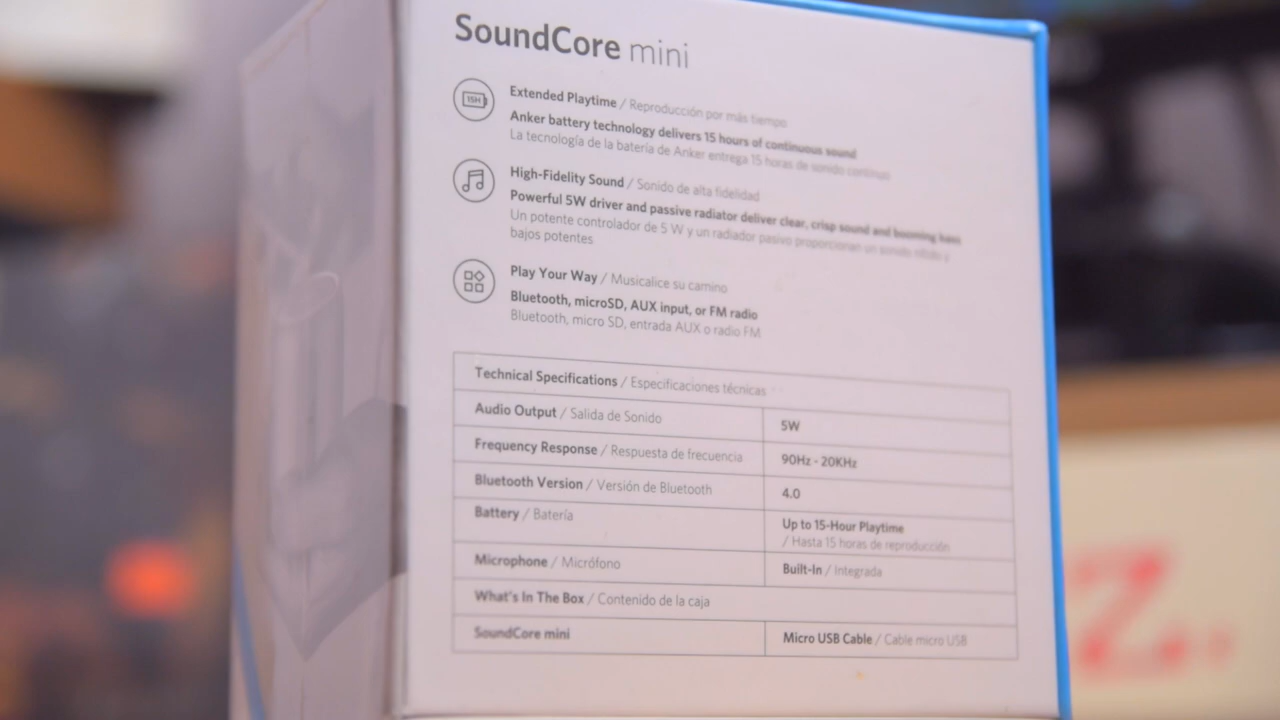 SoundCore mini
15H
Extended Playtime / Reproducción por más tiempo
Anker battery technology delivers 15 hours of continuous sound
La tecnología de la batería de Anker entrega 15 horas de sonido continuo
High-Fidelity Sound / Sonido de alta fidelidad
Powerful 5W driver and passive radiator deliver clear, crisp sound and booming bass
Un potente controlador de 5 W y un radiador pasivo proporcionan un sonido nítido y
bajos potentes
Play Your Way / Musicalice su camino
Bluetooth, microSD, AUX input, or FM radio
Bluetooth, micro SD, entrada AUX o radio FM
Technical Specifications / Especificaciones técnicas
Audio Output / Salida de Sonido 5W
Frequency Response / Respuesta de frecuencia 90Hz - 20KHz
Bluetooth Version / Versión de Bluetooth 4.0
Battery / Batería Up to 15-Hour Playtime
/ Hasta 15 horas de reproducción
Microphone / Micrófono Built-In / Integrada
What's In The Box / Contenido de la caja
SoundCore mini Micro USB Cable / Cable micro USB